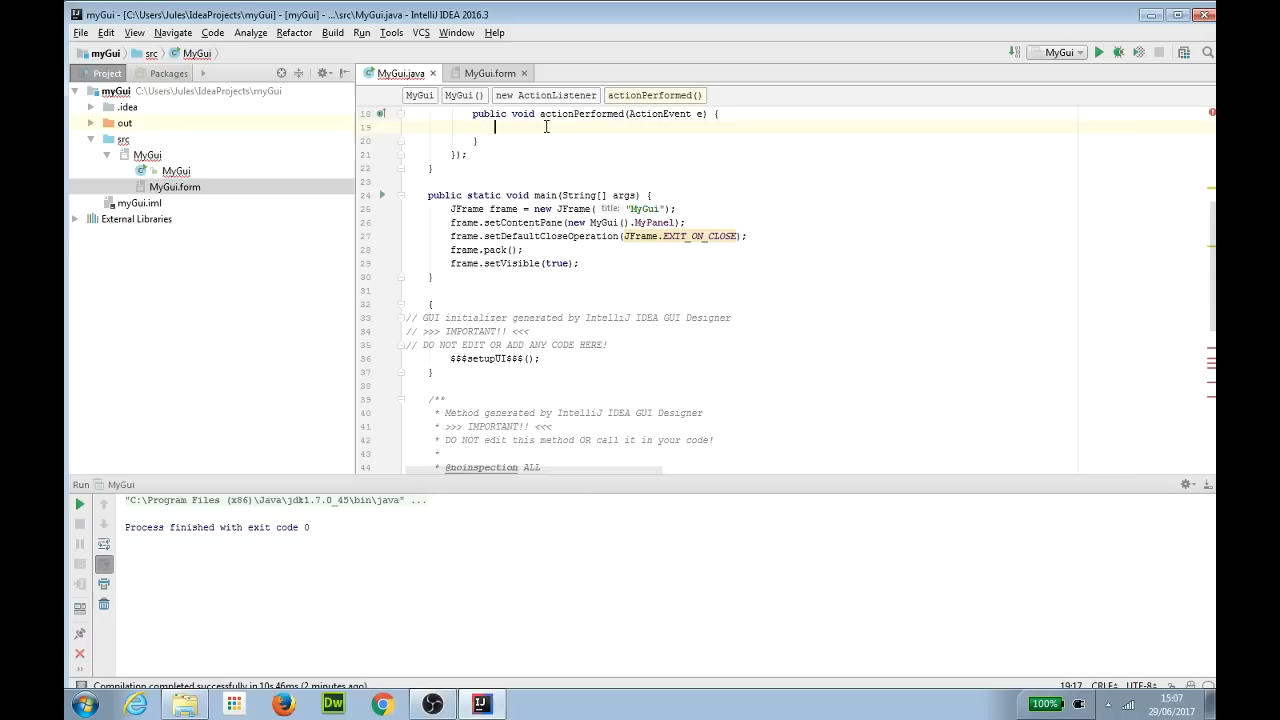 myGui - [C:\Users\Jules\IdeaProjects\myGui] - [myGui] - ...\src\MyGui.java - IntelliJ IDEA 2016.3
File Edit View Navigate Code Analyze Refactor Build Run Tools VCS Window Help
myGui src MyGui MyGui
Project Packages MyGui.java MyGui.form
MyGui MyGui() new ActionListener actionPerformed()
myGui C:\Users\Jules\IdeaProjects\myGui
.idea
out
src
MyGui
MyGui
MyGui.form
myGui.iml
External Libraries
18 public void actionPerformed(ActionEvent e) {
19
20 }
21 });
22 }
23
24 public static void main(String[] args) {
25 JFrame frame = new JFrame( title: "MyGui");
26 frame.setContentPane(new MyGui().MyPanel);
27 frame.setDefaultCloseOperation(JFrame.EXIT_ON_CLOSE);
28 frame.pack();
29 frame.setVisible(true);
30 }
31
32 {
33 // GUI initializer generated by IntelliJ IDEA GUI Designer
34 // >>> IMPORTANT!! <<<
35 // DO NOT EDIT OR ADD ANY CODE HERE!
36 $$$setupUI$$$();
37 }
38
39 /**
40 * Method generated by IntelliJ IDEA GUI Designer
41 * >>> IMPORTANT!! <<<
42 * DO NOT edit this method OR call it in your code!
43 *
44 * @noinspection ALL
Run MyGui
"C:\Program Files (x86)\Java\jdk1.7.0_45\bin\java" ...
Process finished with exit code 0
Compilation completed successfully in 10s 46ms (2 minutes ago) 19:17 CRLF÷ UTF-8÷
Dw 100% 15:07
29/06/2017